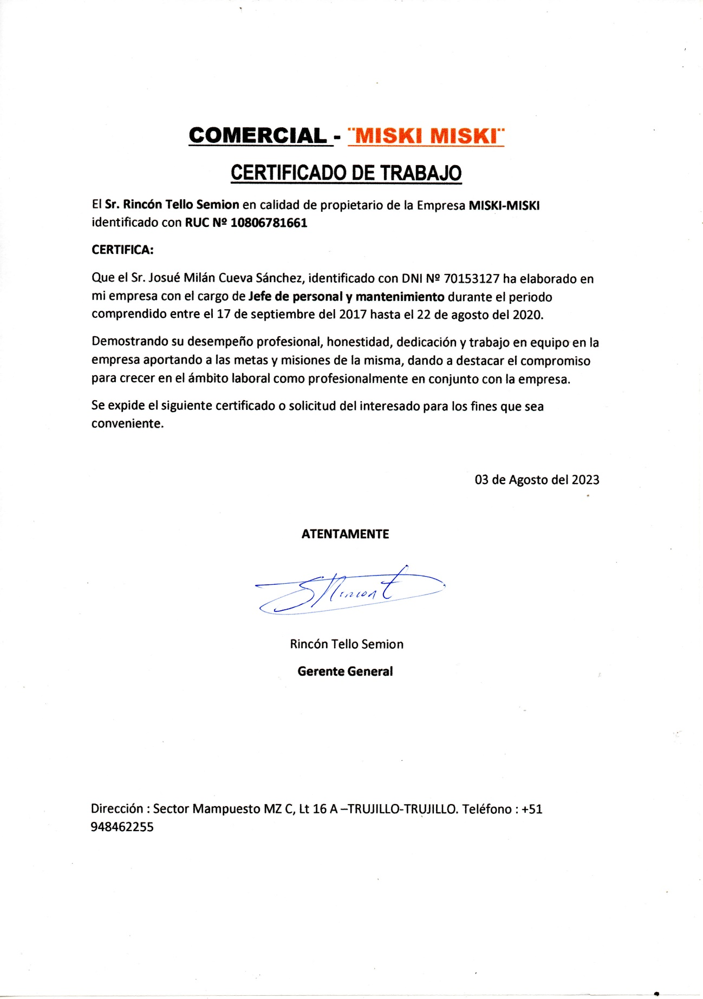 COMERCIAL - ¨MISKI MISKI¨
CERTIFICADO DE TRABAJO
El Sr. Rincón Tello Semion en calidad de propietario de la Empresa MISKI-MISKI
identificado con RUC Nº 10806781661
CERTIFICA:
Que el Sr. Josué Milán Cueva Sánchez, identificado con DNI Nº 70153127 ha elaborado en
mi empresa con el cargo de Jefe de personal y mantenimiento durante el periodo
comprendido entre el 17 de septiembre del 2017 hasta el 22 de agosto del 2020.
Demostrando su desempeño profesional, honestidad, dedicación y trabajo en equipo en la
empresa aportando a las metas y misiones de la misma, dando a destacar el compromiso
para crecer en el ámbito laboral como profesionalmente en conjunto con la empresa.
Se expide el siguiente certificado o solicitud del interesado para los fines que sea
conveniente.
03 de Agosto del 2023
ATENTAMENTE
SRinconT
Rincón Tello Semion
Gerente General
Dirección : Sector Mampuesto MZ C, Lt 16 A –TRUJILLO-TRUJILLO. Teléfono : +51
948462255